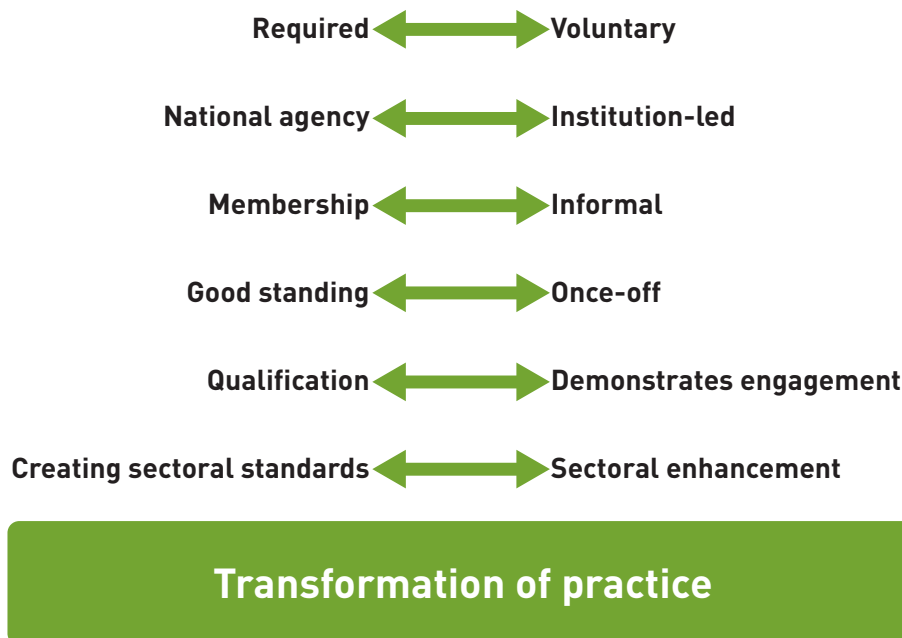 Required Voluntary
National agency Institution-led
Membership Informal
Good standing Once-off
Qualification Demonstrates engagement
Creating sectoral standards Sectoral enhancement
Transformation of practice